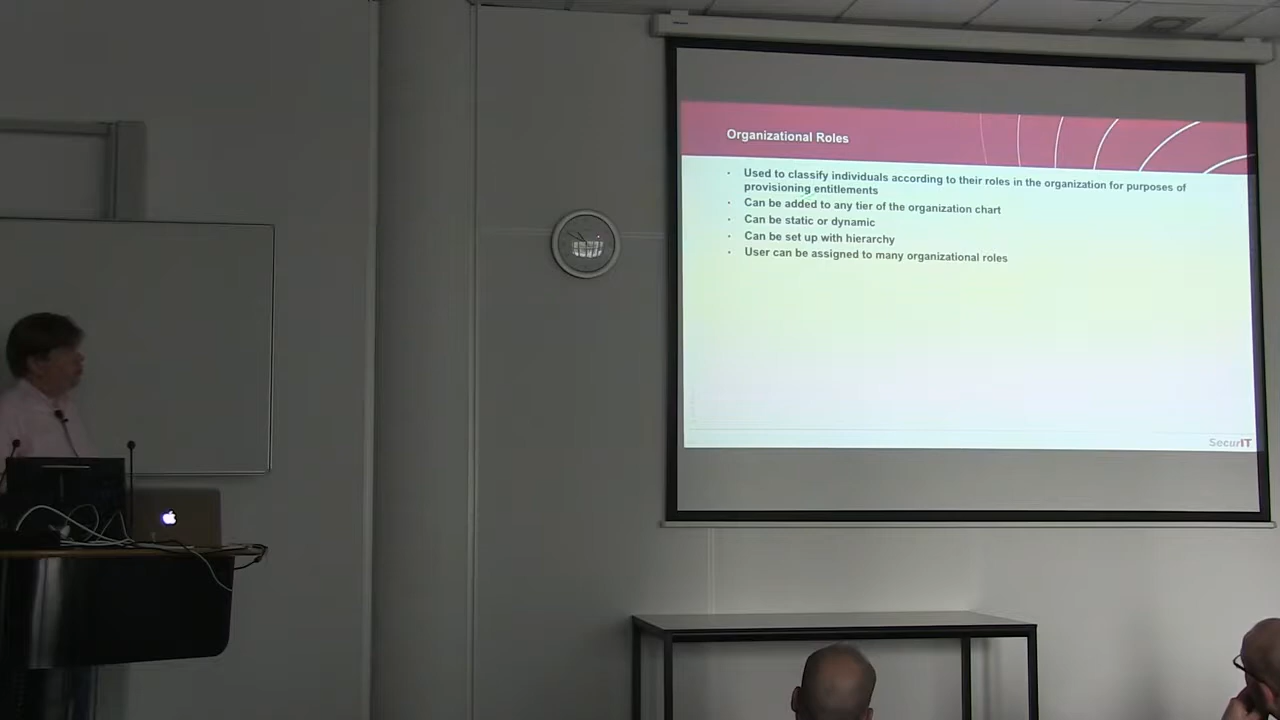 Organizational Roles
· Used to classify individuals according to their roles in the organization for purposes of
provisioning entitlements
· Can be added to any tier of the organization chart
· Can be static or dynamic
· Can be set up with hierarchy
· User can be assigned to many organizational roles
SecurIT